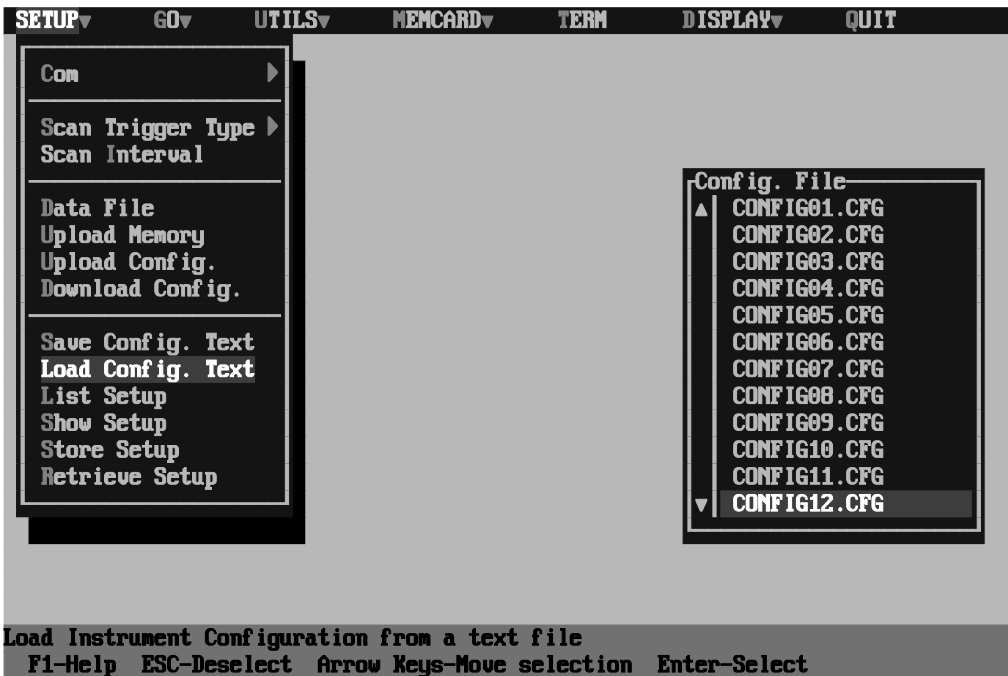 SETUP▼ GO▼ UTILS▼ MEMCARD▼ TERM DISPLAY▼ QUIT
Com
Scan Trigger Type
Scan Interval
Data File
Upload Memory
Upload Config.
Download Config.
Save Config. Text
Load Config. Text
List Setup
Show Setup
Store Setup
Retrieve Setup
Config. File
CONFIG01.CFG
CONFIG02.CFG
CONFIG03.CFG
CONFIG04.CFG
CONFIG05.CFG
CONFIG06.CFG
CONFIG07.CFG
CONFIG08.CFG
CONFIG09.CFG
CONFIG10.CFG
CONFIG11.CFG
CONFIG12.CFG
Load Instrument Configuration from a text file
F1-Help ESC-Deselect Arrow Keys-Move selection Enter-Select